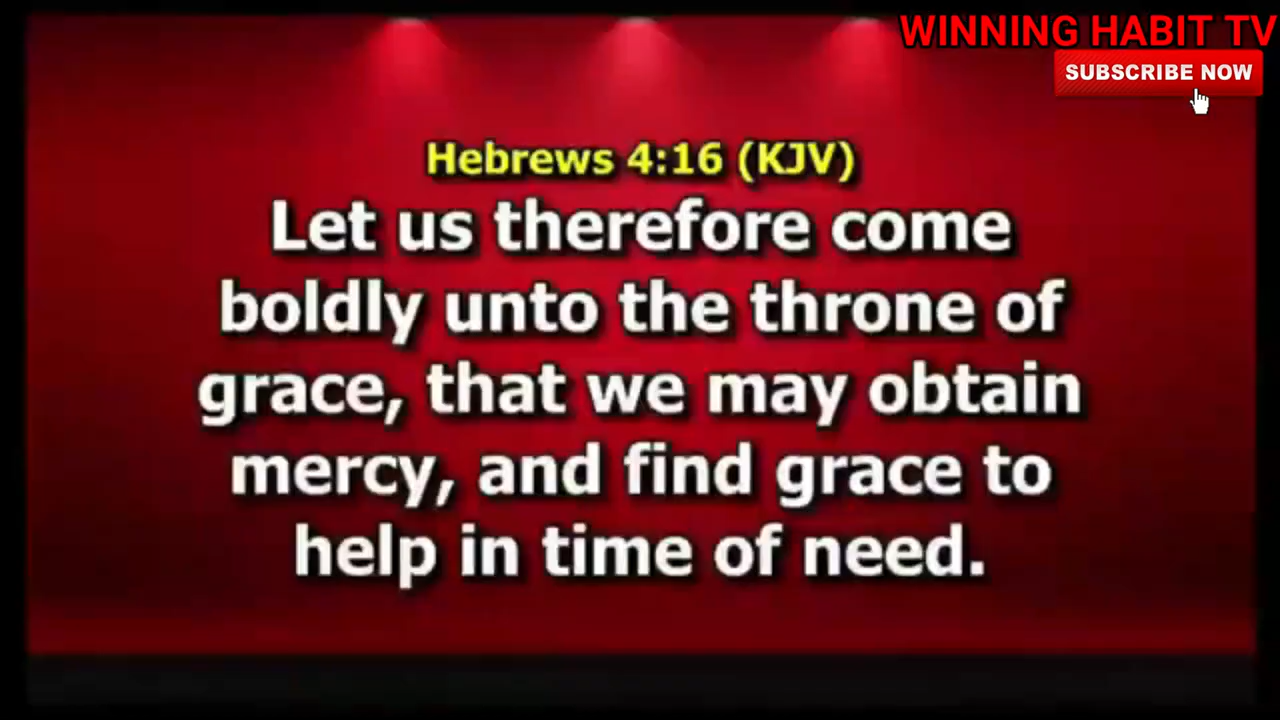 WINNING HABIT TV
SUBSCRIBE NOW
Hebrews 4:16 (KJV)
Let us therefore come
boldly unto the throne of
grace, that we may obtain
mercy, and find grace to
help in time of need.